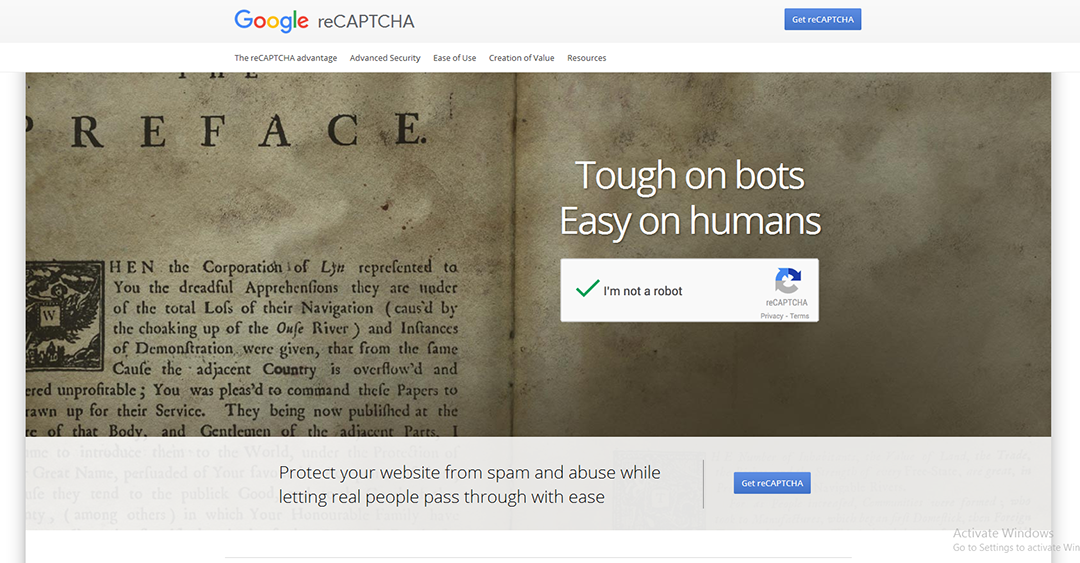 Google reCAPTCHA
Get reCAPTCHA
The reCAPTCHA advantage Advanced Security Ease of Use Creation of Value Resources
THE
PREFACE.
Tough on bots
Easy on humans
I'm not a robot
reCAPTCHA
Privacy - Terms
W
HEN the Corporation of Lyn repreſented to
You the dreadful Apprehenſions they are under
of the total Loſs of their Navigation (caus'd by
the choaking up of the Ouſe River) and Inſtances
of Demonſtration were given, that from the ſame
Cauſe the adjacent Country is overflow'd and
ered unprofitable; You was pleas'd to command theſe Papers to
rawn up for their Service. They being now publiſhed at the
re of that Body, and Gentlemen of the adjacent Parts, I
me to introduce them to the World, under the Protection of
Great Name, perſuaded of Your favo
uſe they tend to the publick Good,
ey, (among others) in which Your Honourable Family have
Protect your website from spam and abuse while
letting real people pass through with ease
Get reCAPTCHA
Activate Windows
Go to Settings to activate Win